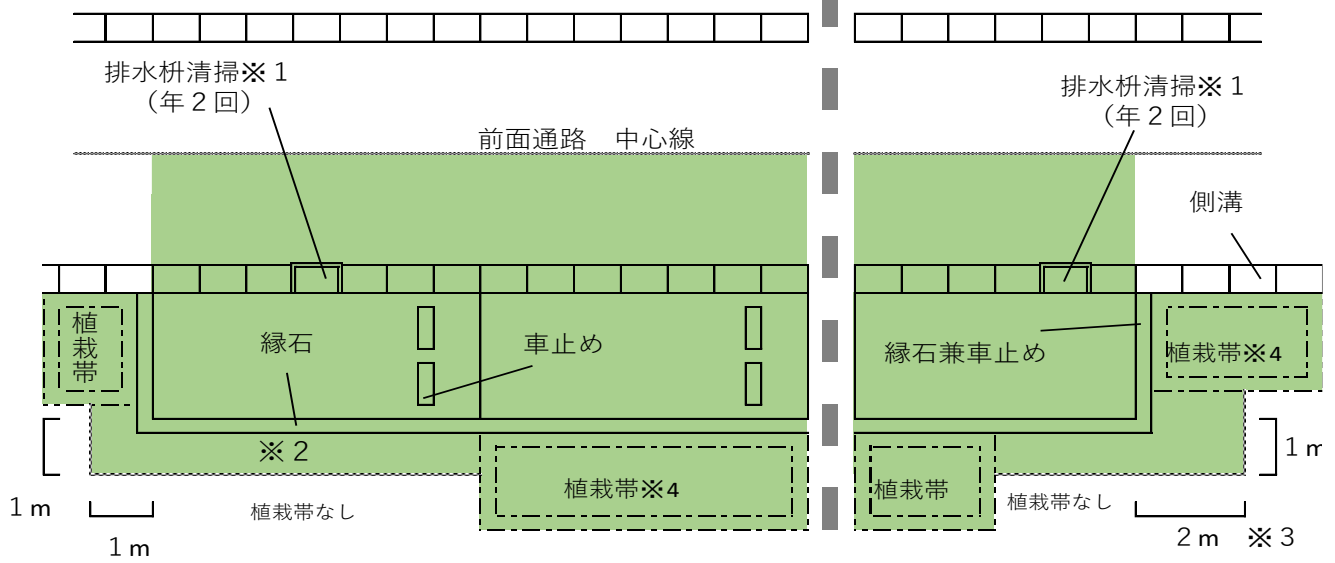 排水枡清掃※１
（年２回）
排水枡清掃※１
（年２回）
前面通路　中心線
側溝
植栽帯
縁石
車止め
縁石兼車止め
植栽帯※4
※２
1ｍ
1ｍ
植栽帯なし
植栽帯※4
植栽帯
植栽帯なし
1ｍ
2ｍ　※３